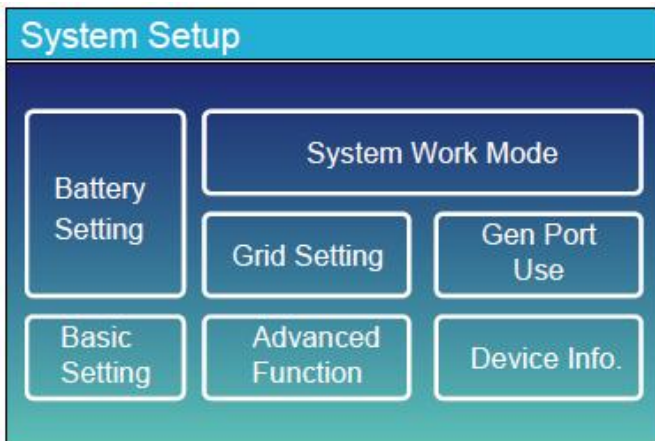 System Setup
Battery
Setting
System Work Mode
Grid Setting
Gen Port
Use
Basic
Setting
Advanced
Function
Device Info.